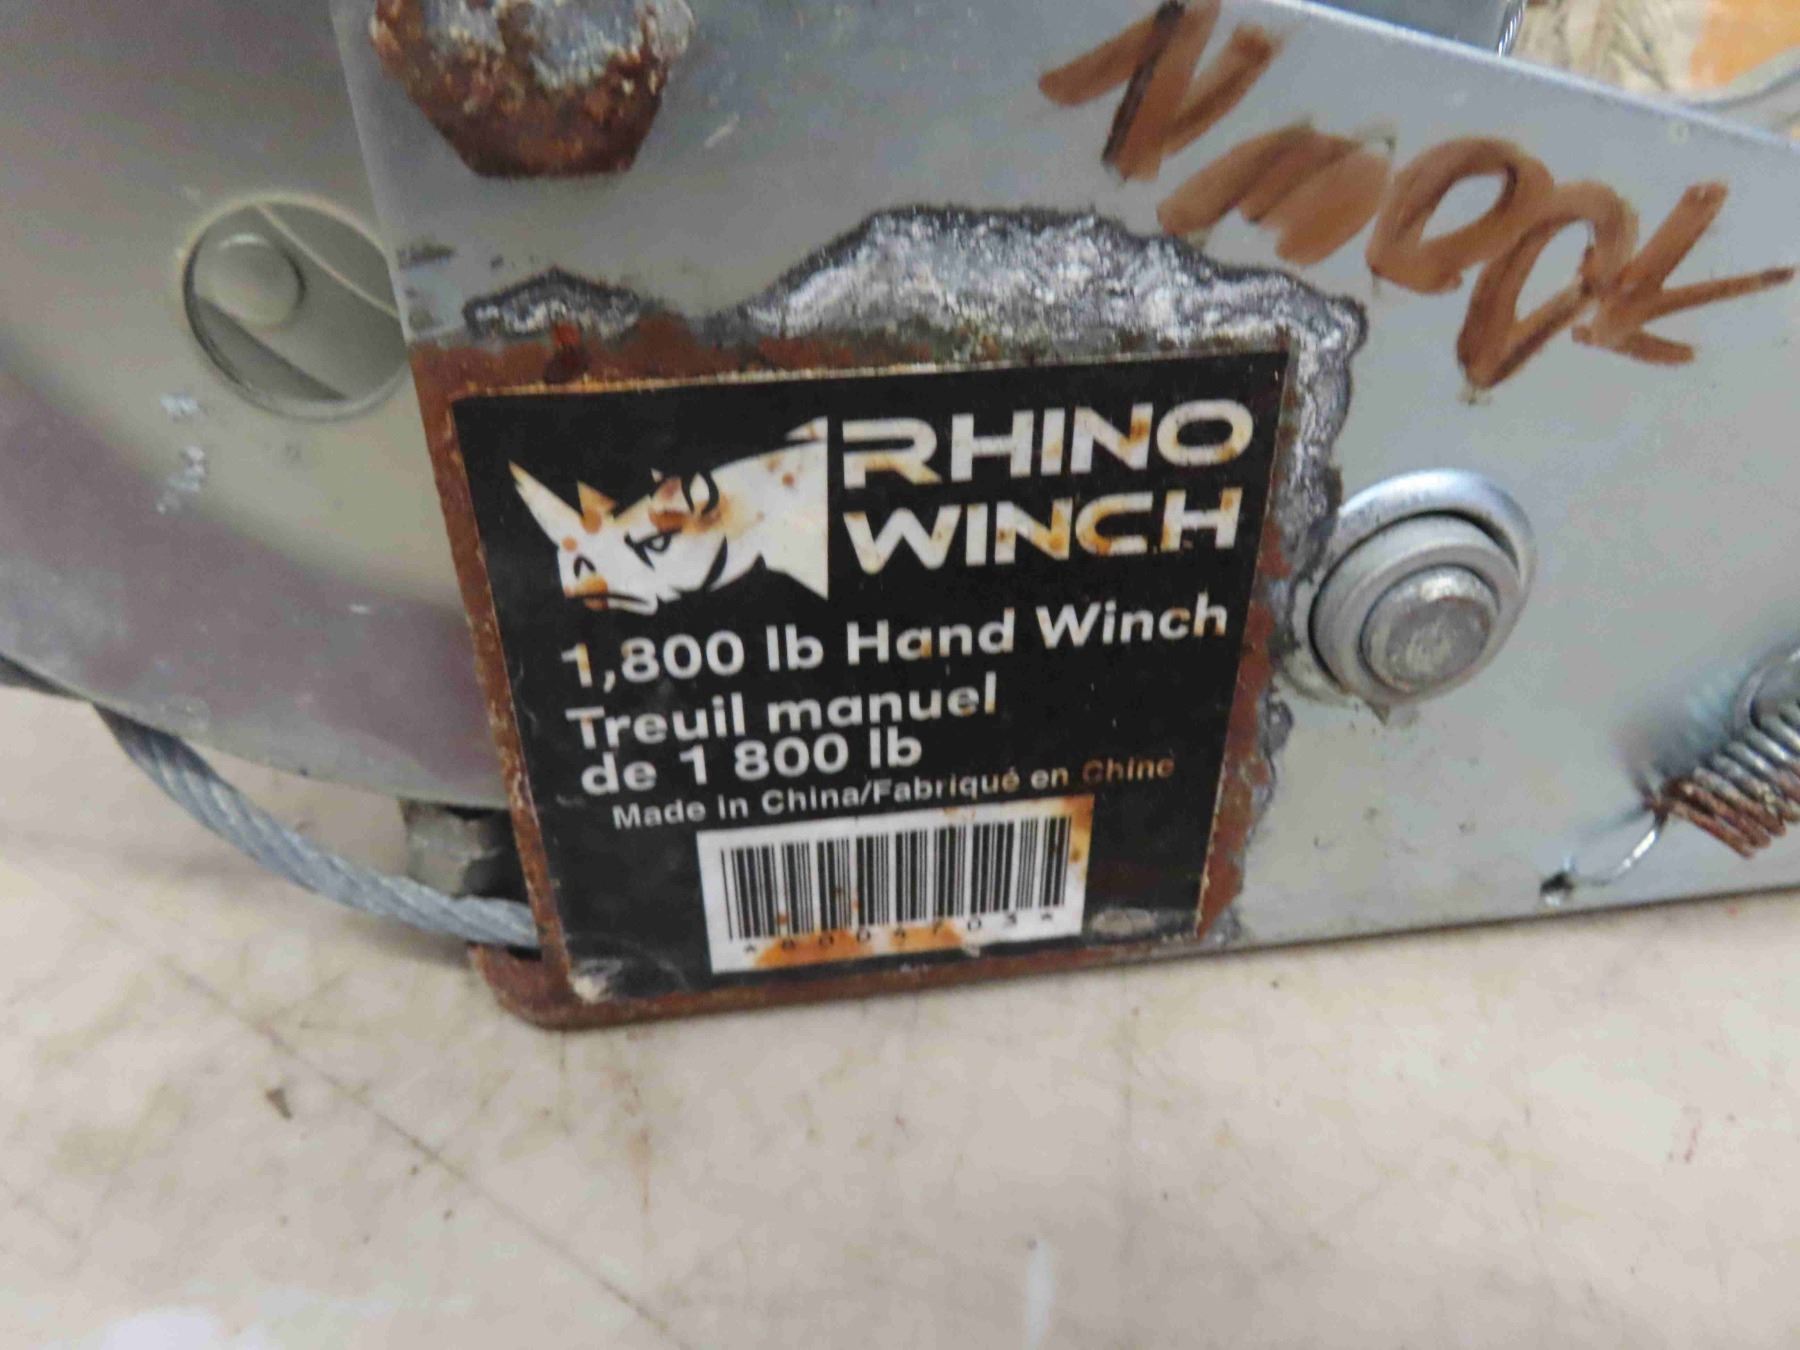 RHINO
WINCH
1,800 lb Hand Winch
Treuil manuel
de 1 800 lb
Made in China/Fabriqué en Chine